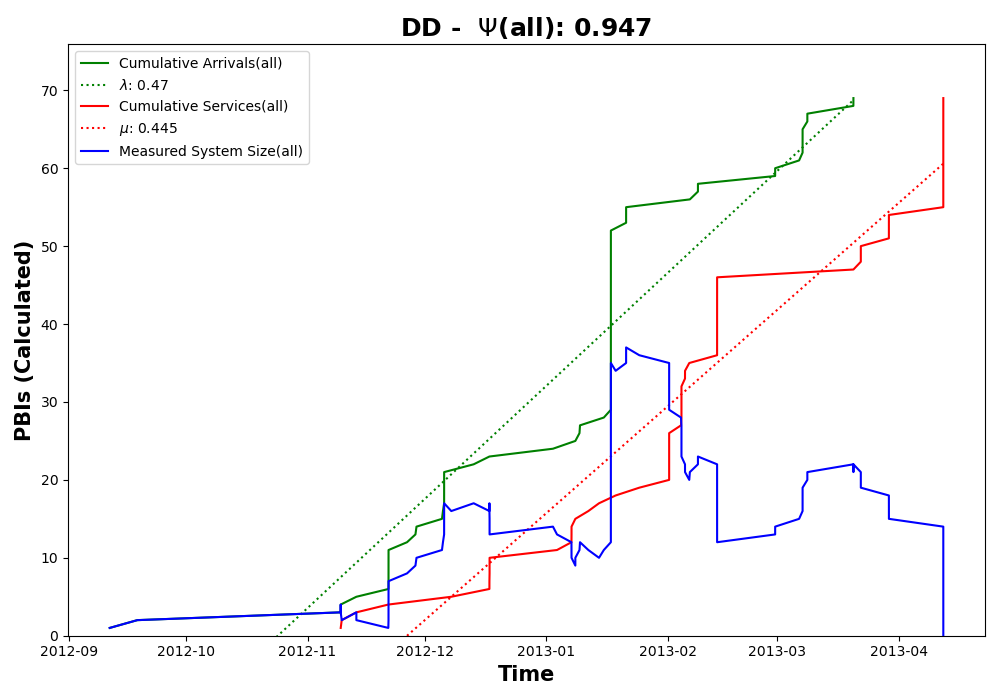 DD - Ψ(all): 0.947
Cumulative Arrivals(all)
λ: 0.47
Cumulative Services(all)
μ: 0.445
Measured System Size(all)
PBIs (Calculated)
70
60
50
40
30
20
10
0
2012-09 2012-10 2012-11 2012-12 2013-01 2013-02 2013-03 2013-04
Time